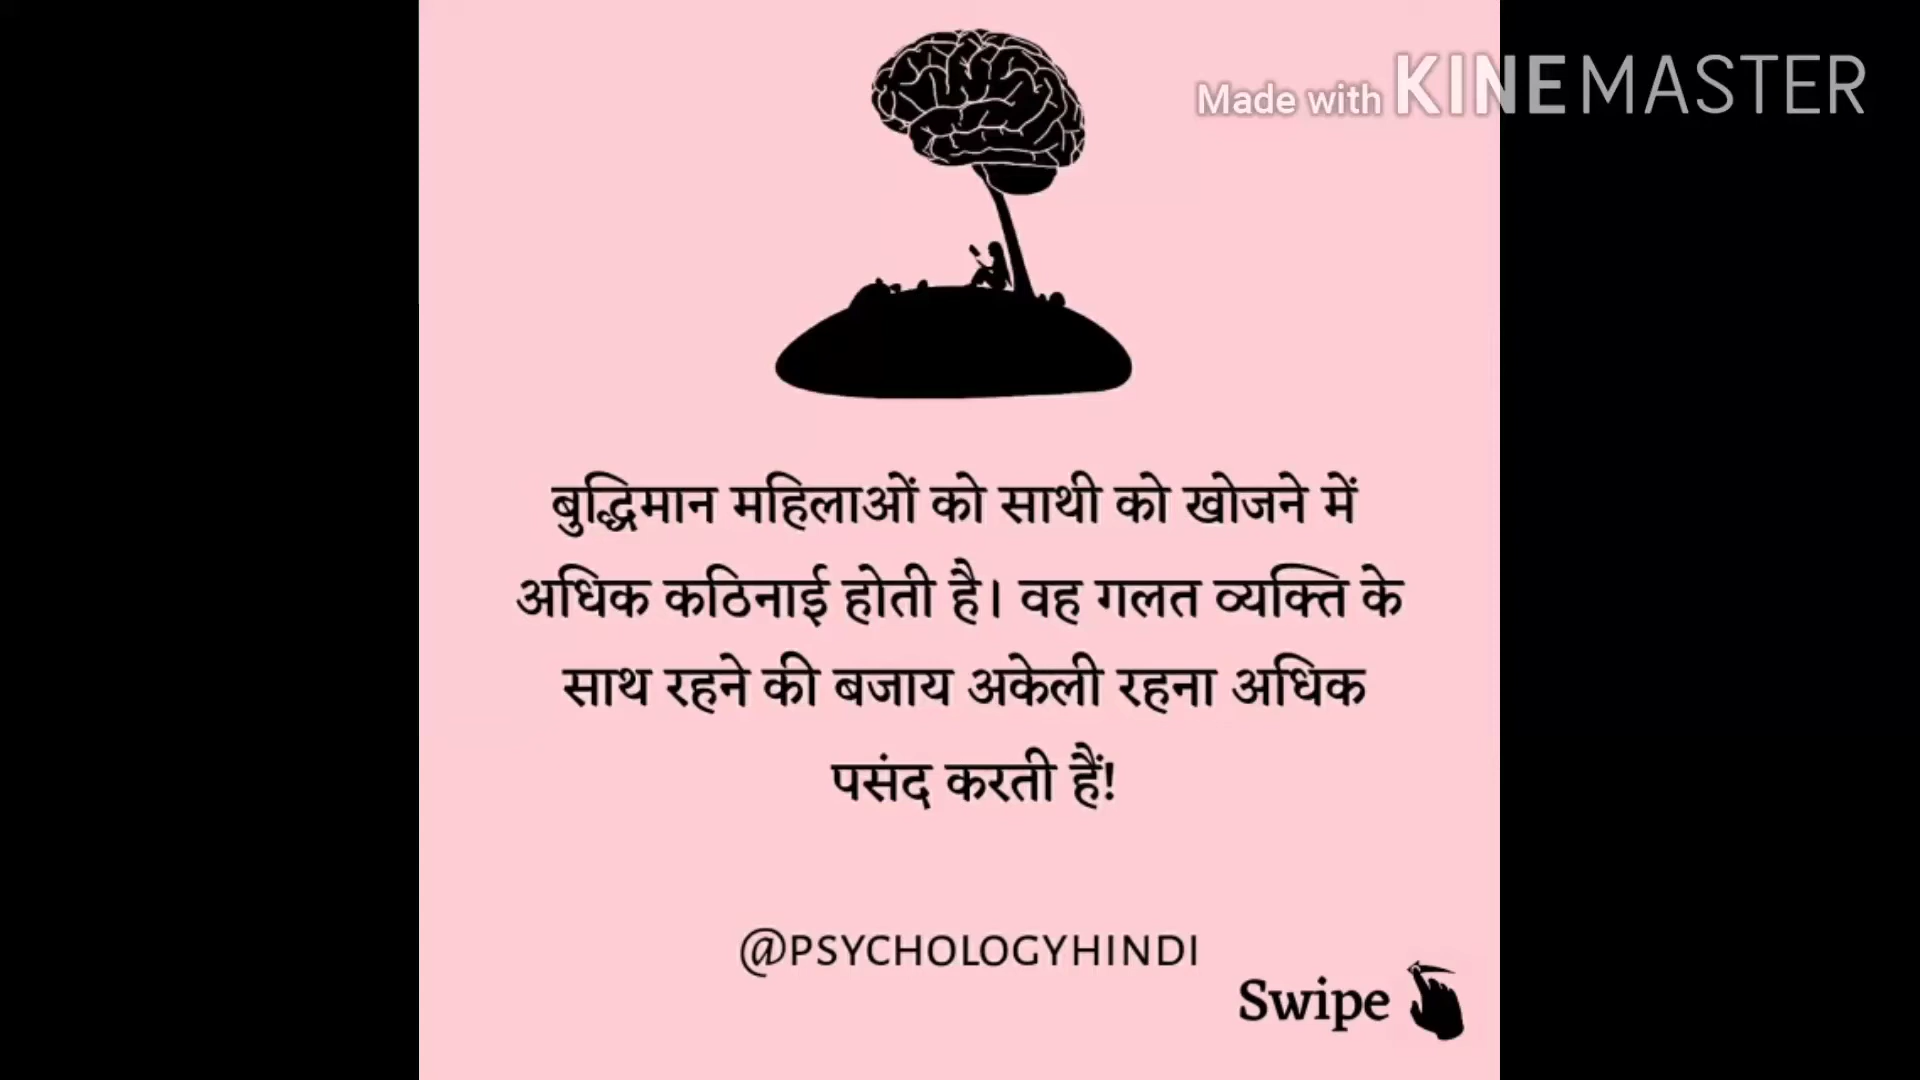 Made with KINEMASTER
बुद्धिमान महिलाओं को साथी को खोजने में
अधिक कठिनाई होती है। वह गलत व्यक्ति के
साथ रहने की बजाय अकेली रहना अधिक
पसंद करती हैं!
@PSYCHOLOGYHINDI
Swipe